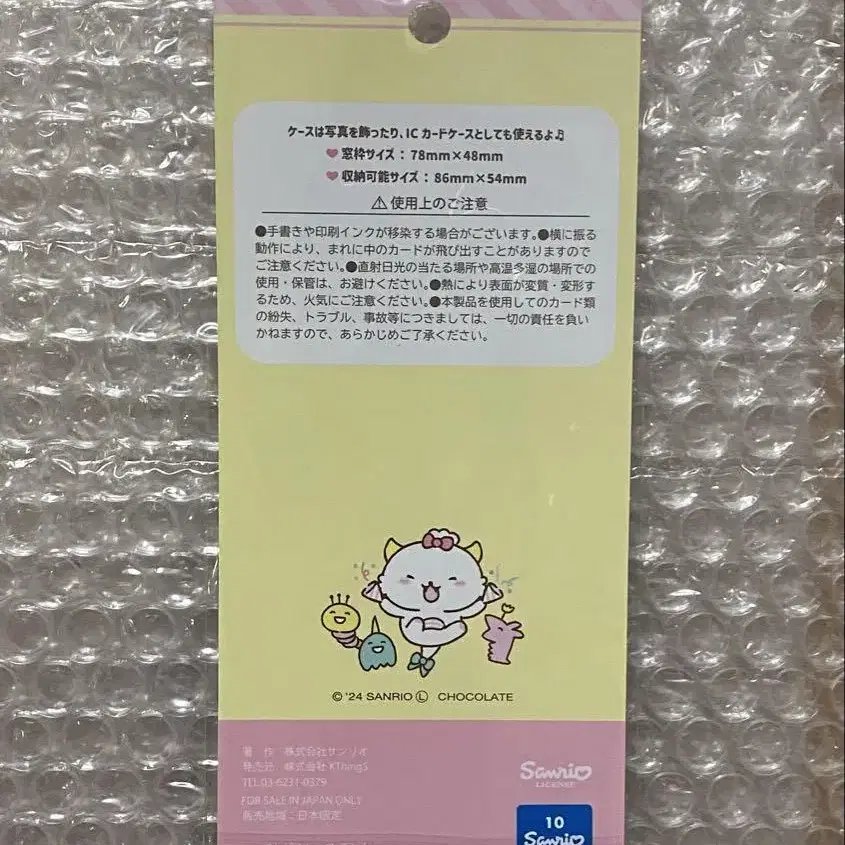 ケースは写真を飾ったり、ICカードケースとしても使えるよ♫
♥ 窓枠サイズ：78mm×48mm
♥ 収納可能サイズ：86mm×54mm
⚠使用上のご注意
●手書きや印刷インクが移染する場合がございます。●横に振る
動作により、まれに中のカードが飛び出すことがありますので
ご注意ください。●直射日光の当たる場所や高温多湿の場所での
使用・保管は、お避けください。●熱により表面が変質・変形す
るため、火気にご注意ください。●本製品を使用してのカード類
の紛失、トラブル、事故等につきましては、一切の責任を負い
かねますので、あらかじめご了承ください。
© '24 SANRIO Ⓛ CHOCOLATE
著　作：株式会社サンリオ
発売元：株式会社KThingS
TEL:03-6231-0379
FOR SALE IN JAPAN ONLY
販売地域：日本限定
Sanrio
LICENSE
10
Sanrio